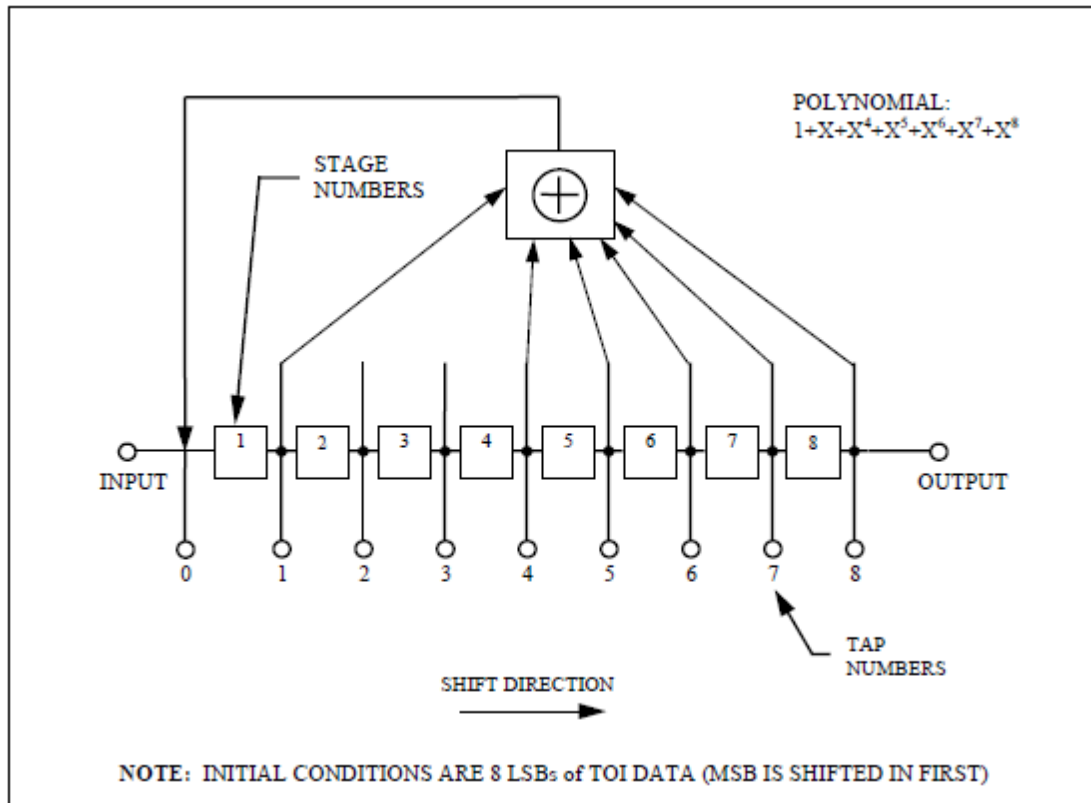 POLYNOMIAL:
1+X+X⁴+X⁵+X⁶+X⁷+X⁸
STAGE
NUMBERS
1 2 3 4 5 6 7 8
INPUT
OUTPUT
0 1 2 3 4 5 6 7 8
TAP
NUMBERS
SHIFT DIRECTION
NOTE: INITIAL CONDITIONS ARE 8 LSBs of TOI DATA (MSB IS SHIFTED IN FIRST)